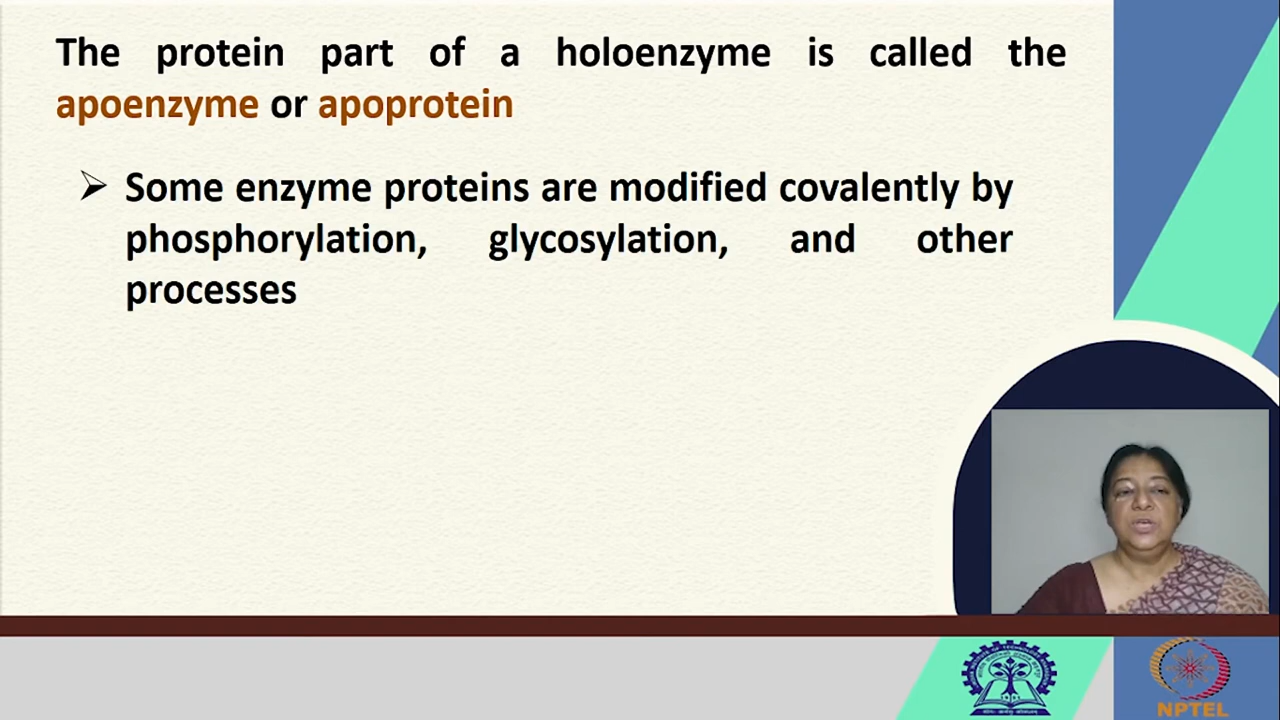 The protein part of a holoenzyme is called the
apoenzyme or apoprotein
➢ Some enzyme proteins are modified covalently by
phosphorylation, glycosylation, and other
processes
NPTEL